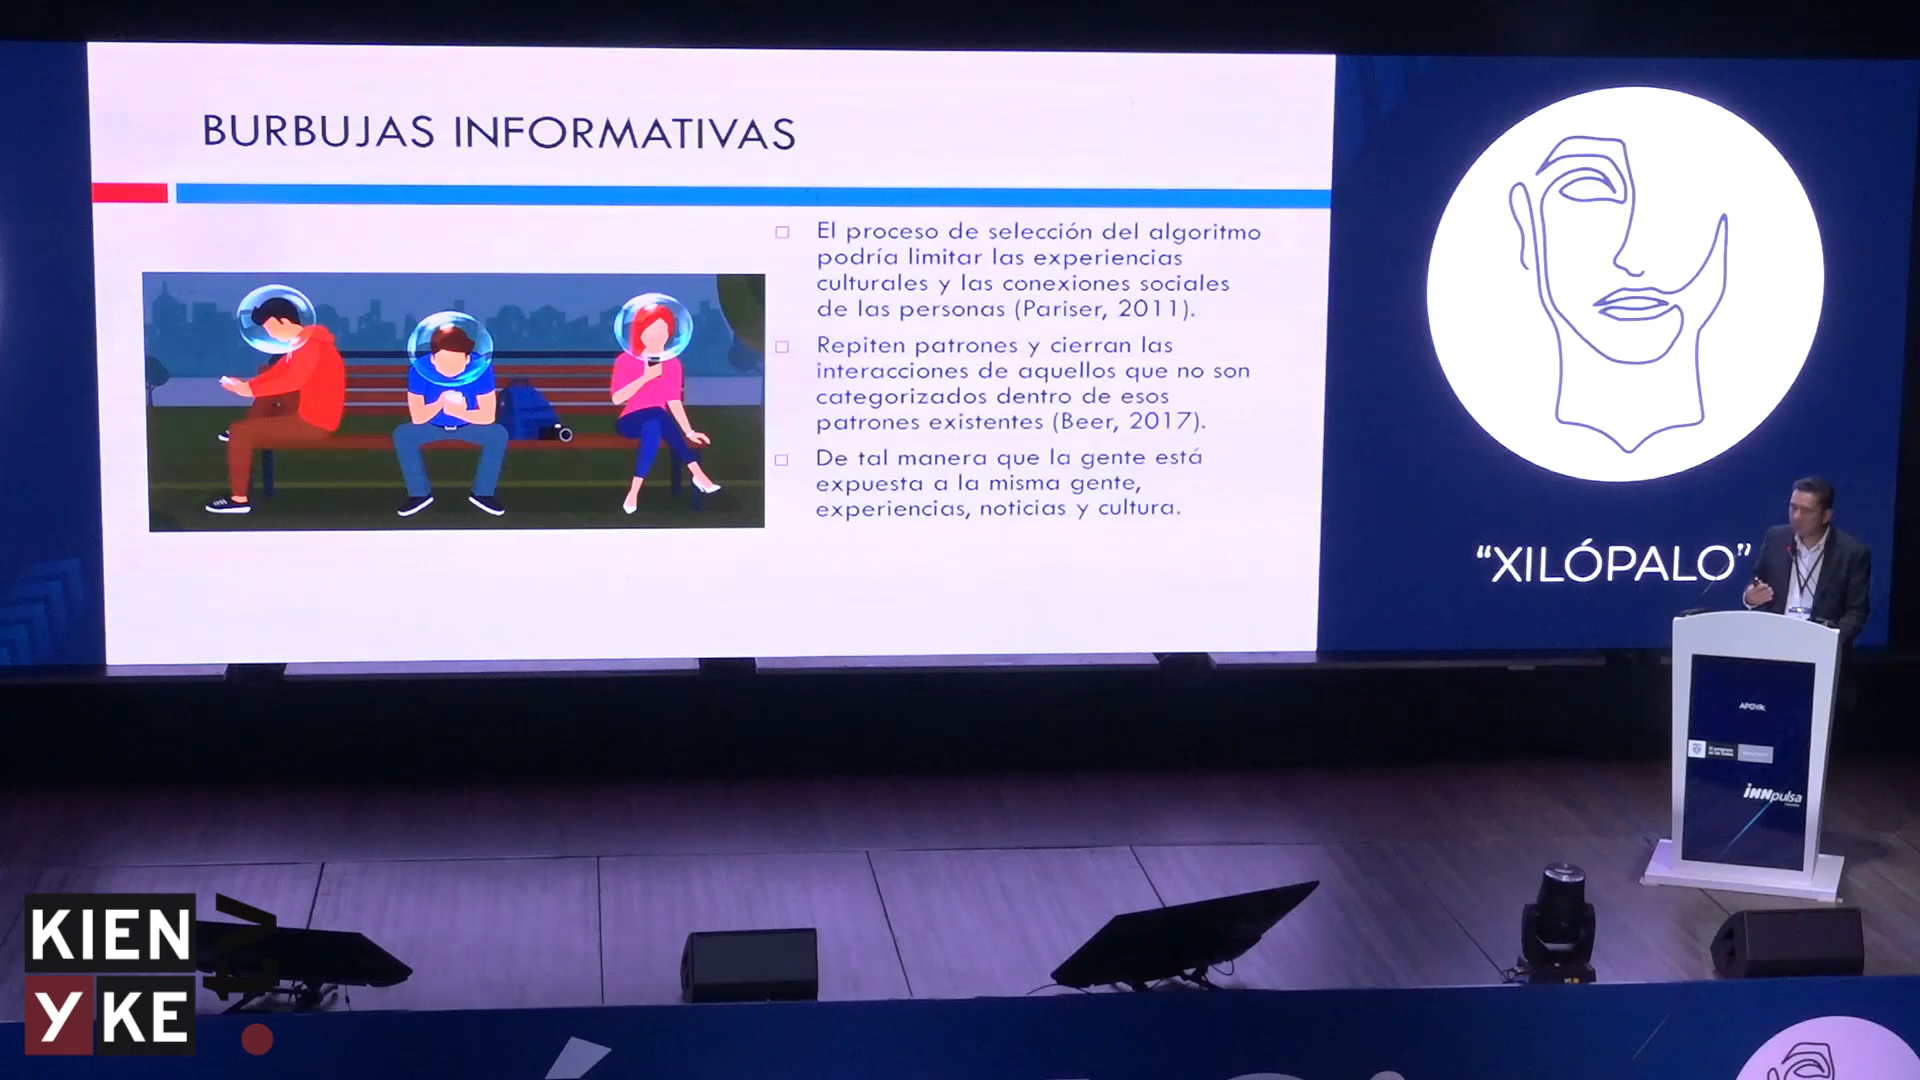 BURBUJAS INFORMATIVAS
El proceso de selección del algoritmo
podría limitar las experiencias
culturales y las conexiones sociales
de las personas (Pariser, 2011).
Repiten patrones y cierran las
interacciones de aquellos que no son
categorizados dentro de esos
patrones existentes (Beer, 2017).
De tal manera que la gente está
expuesta a la misma gente,
experiencias, noticias y cultura.
“XILÓPALO”
APOYA:
iNNpulsa
KIEN
YKE